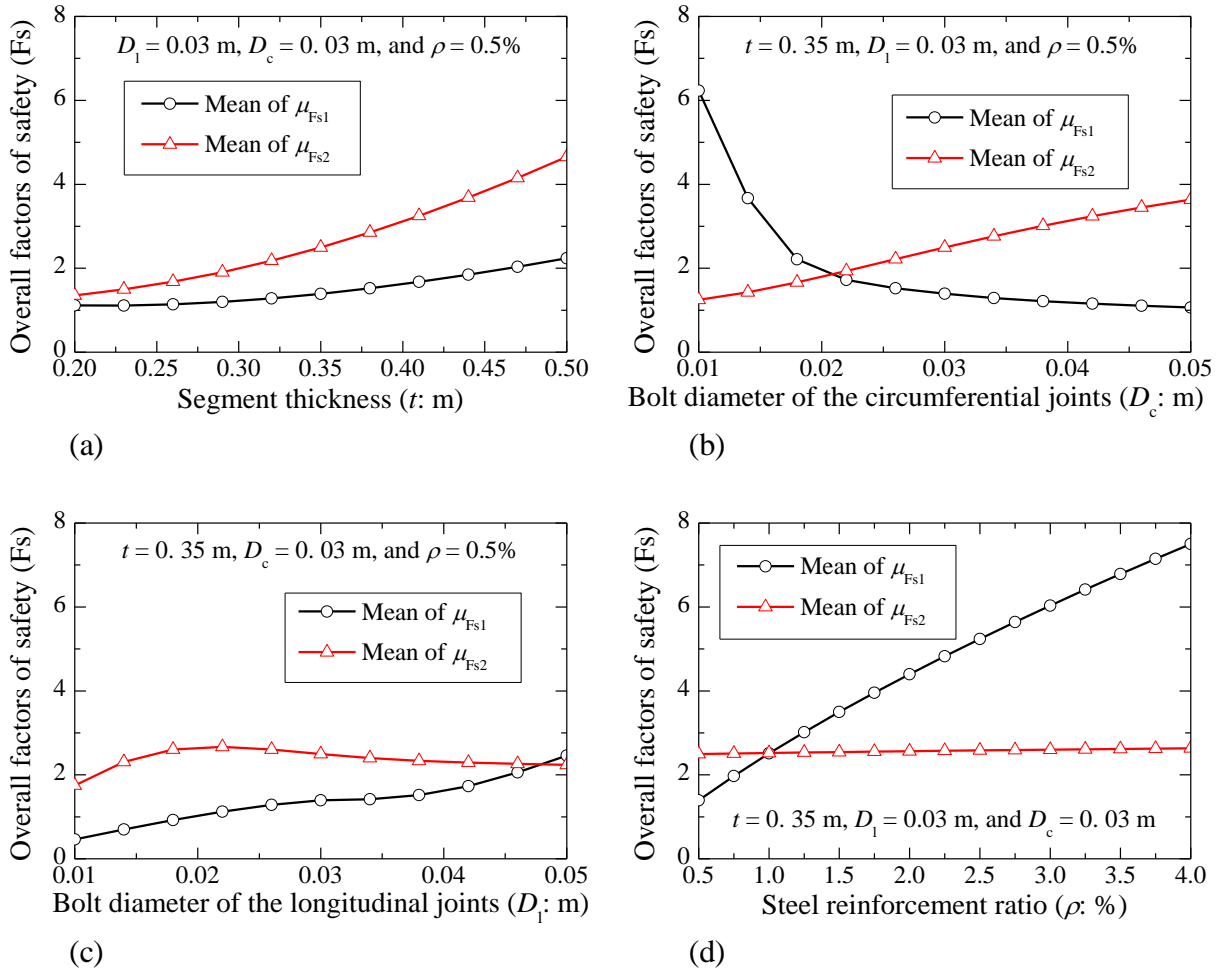 Overall factors of safety (Fs)
8
6
4
2
0
D_l = 0.03 m, D_c = 0. 03 m, and ρ = 0.5%
Mean of μ_Fs1
Mean of μ_Fs2
0.20 0.25 0.30 0.35 0.40 0.45 0.50
Segment thickness (t: m)
(a)
Overall factors of safety (Fs)
8
6
4
2
0
t = 0. 35 m, D_l = 0. 03 m, and ρ = 0.5%
Mean of μ_Fs1
Mean of μ_Fs2
0.01 0.02 0.03 0.04 0.05
Bolt diameter of the circumferential joints (D_c: m)
(b)
Overall factors of safety (Fs)
8
6
4
2
0
t = 0. 35 m, D_c = 0. 03 m, and ρ = 0.5%
Mean of μ_Fs1
Mean of μ_Fs2
0.01 0.02 0.03 0.04 0.05
Bolt diameter of the longitudinal joints (D_l: m)
(c)
Overall factors of safety (Fs)
8
6
4
2
0
Mean of μ_Fs1
Mean of μ_Fs2
t = 0. 35 m, D_l = 0.03 m, and D_c = 0. 03 m
0.5 1.0 1.5 2.0 2.5 3.0 3.5 4.0
Steel reinforcement ratio (ρ: %)
(d)